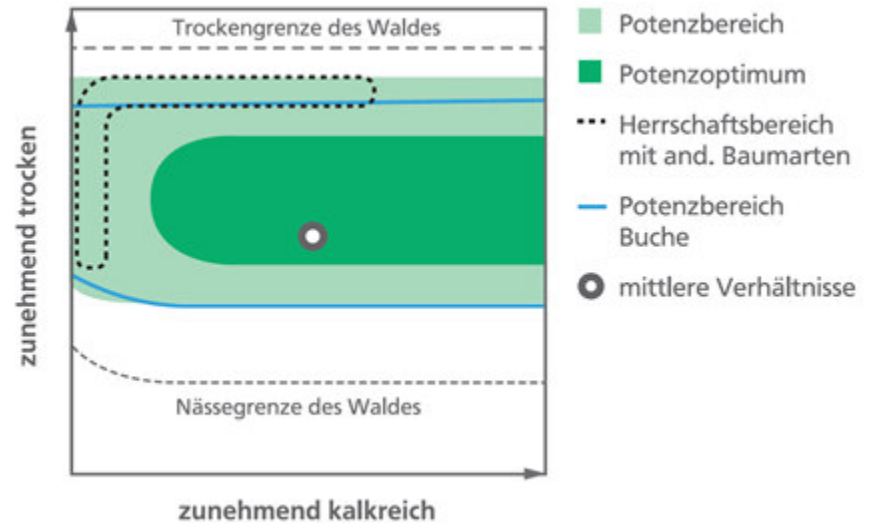 Trockengrenze des Waldes
Nässegrenze des Waldes
zunehmend trocken
zunehmend kalkreich
Potenzbereich
Potenzoptimum
Herrschaftsbereich
mit and. Baumarten
Potenzbereich
Buche
mittlere Verhältnisse